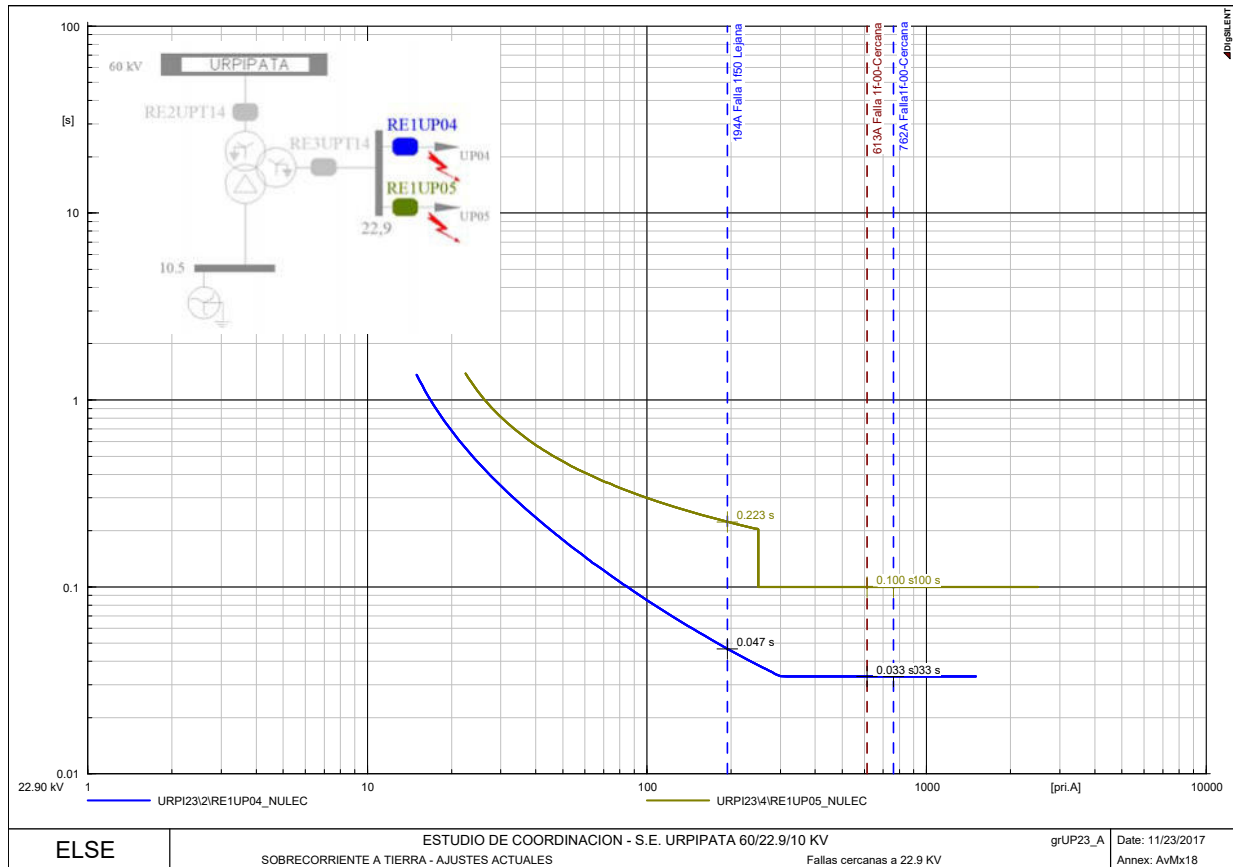 DIgSILENT
100
[s]
10
1
0.1
0.01
60 kV
URPIPATA
RE2UPT14
RE3UPT14
RE1UP04
UP04
RE1UP05
UP05
22,9
10.5
194A Falla 1f50 Lejana
613A Falla 1f-00-Cercana
762A Falla1f-00-Cercana
0.223 s
0.100 s
100 s
0.047 s
0.033 s
033 s
22.90 kV
1
10
100
1000
[pri.A]
10000
URPI23\2\RE1UP04_NULEC
URPI23\4\RE1UP05_NULEC
ELSE
ESTUDIO DE COORDINACION - S.E. URPIPATA 60/22.9/10 KV
SOBRECORRIENTE A TIERRA - AJUSTES ACTUALES
Fallas cercanas a 22.9 KV
grUP23_A
Date: 11/23/2017
Annex: AvMx18